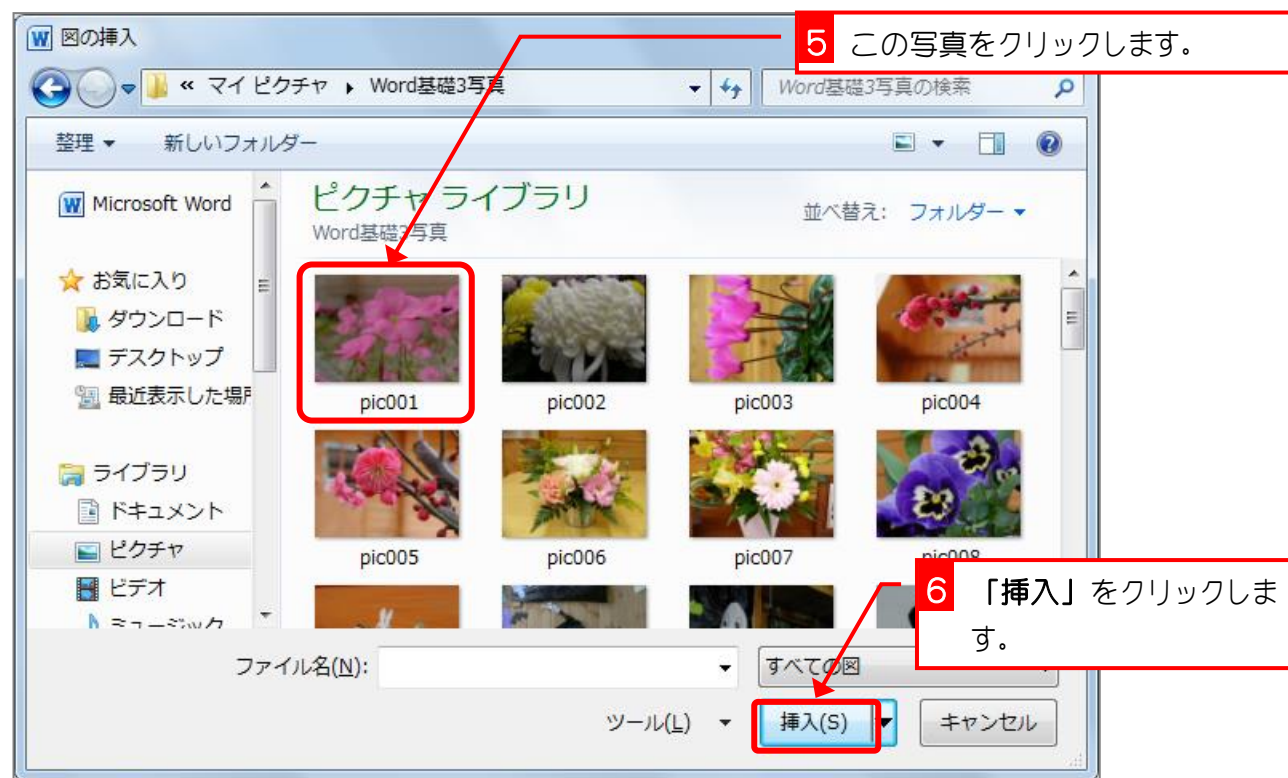 図の挿入
5 この写真をクリックします。
« マイ ピクチャ ▸ Word基礎3写真
Word基礎3写真の検索
整理 ▼ 新しいフォルダー
Microsoft Word
ピクチャ ライブラリ
Word基礎3写真
並べ替え: フォルダー ▼
お気に入り
ダウンロード
デスクトップ
最近表示した場所
pic001 pic002 pic003 pic004
ライブラリ
ドキュメント
ピクチャ
ビデオ
ミュージック
pic005 pic006 pic007 pic008
6 「挿入」をクリックしま
す。
ファイル名(N):
すべての図
ツール(L) ▼ 挿入(S) ▼ キャンセル